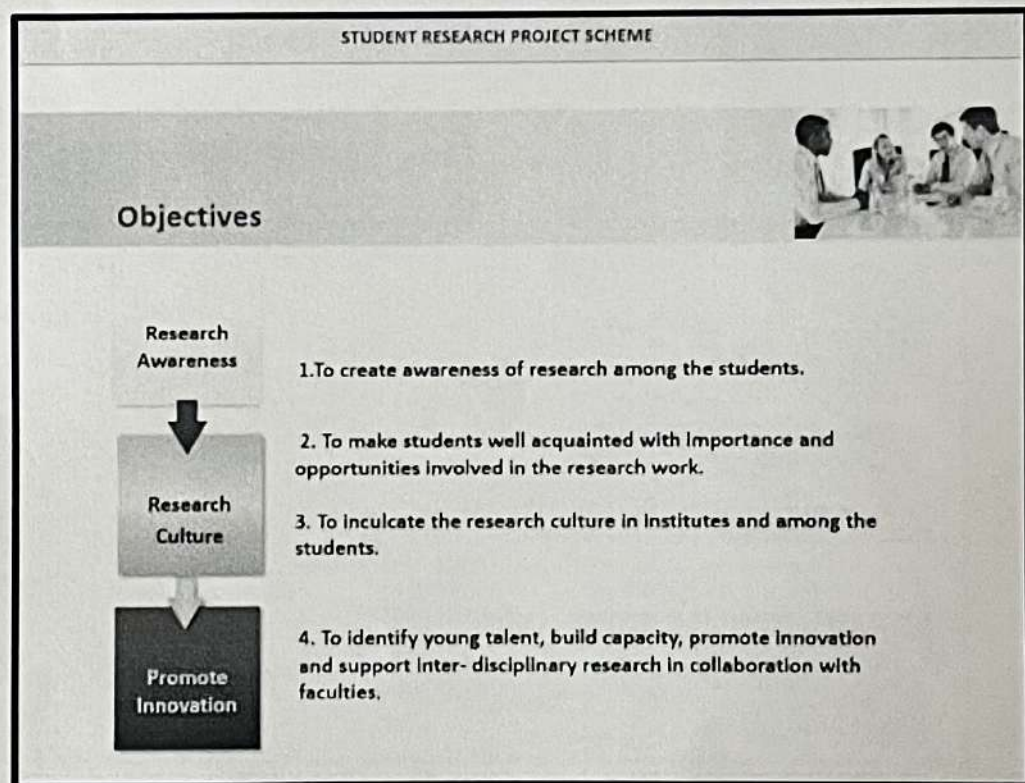 STUDENT RESEARCH PROJECT SCHEME
Objectives
Research
Awareness
1.To create awareness of research among the students.
2. To make students well acquainted with importance and
opportunities involved in the research work.
Research
Culture
3. To inculcate the research culture in institutes and among the
students.
4. To identify young talent, build capacity, promote innovation
and support inter- disciplinary research in collaboration with
faculties.
Promote
Innovation